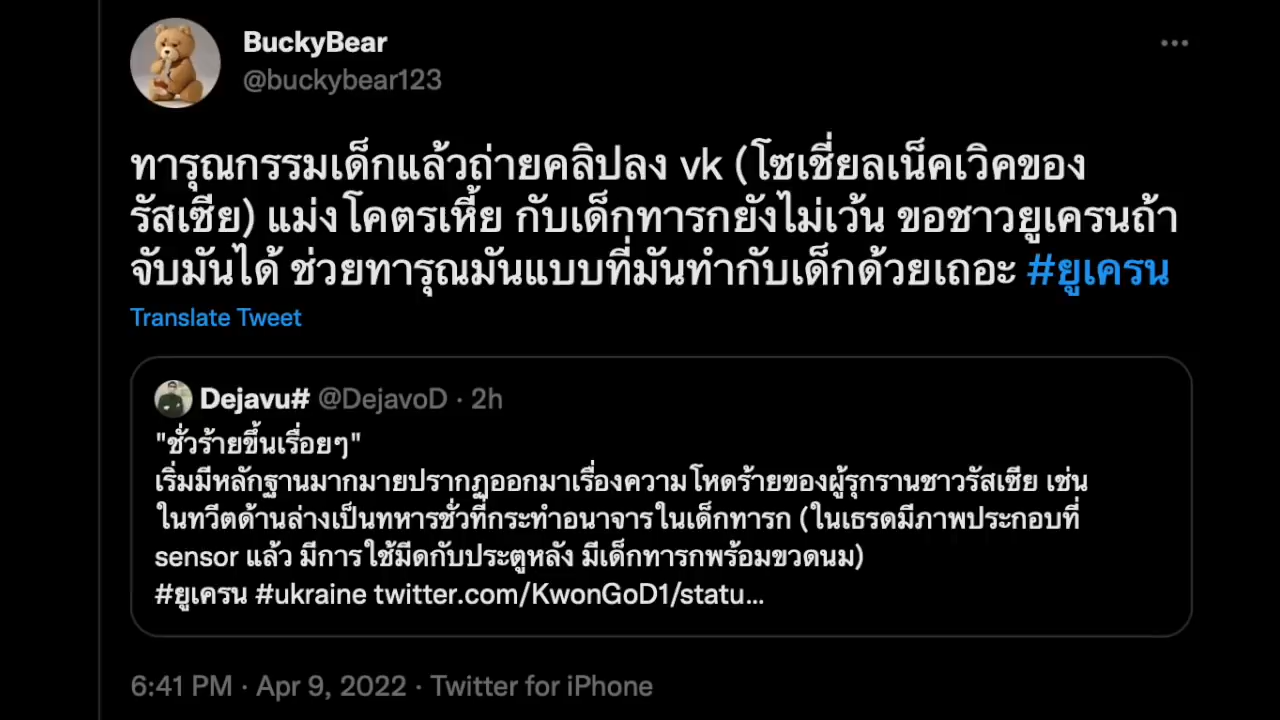 BuckyBear
@buckybear123
ทารุณกรรมเด็กแล้วถ่ายคลิปลง vk (โซเชี่ยลเน็คเวิคของ
รัสเซีย) แม่งโคตรเหี้ย กับเด็กทารกยังไม่เว้น ขอชาวยูเครนถ้า
จับมันได้ ช่วยทารุณมันแบบที่มันทำกับเด็กด้วยเถอะ #ยูเครน
Translate Tweet
Dejavu# @DejavoD · 2h
"ชั่วร้ายขึ้นเรื่อยๆ"
เริ่มมีหลักฐานมากมายปรากฏออกมาเรื่องความโหดร้ายของผู้รุกรานชาวรัสเซีย เช่น
ในทวีตด้านล่างเป็นทหารชั่วที่กระทำอนาจารในเด็กทารก (ในเธรดมีภาพประกอบที่
sensor แล้ว มีการใช้มีดกับประตูหลัง มีเด็กทารกพร้อมขวดนม)
#ยูเครน #ukraine twitter.com/KwonGoD1/statu...
6:41 PM · Apr 9, 2022 · Twitter for iPhone